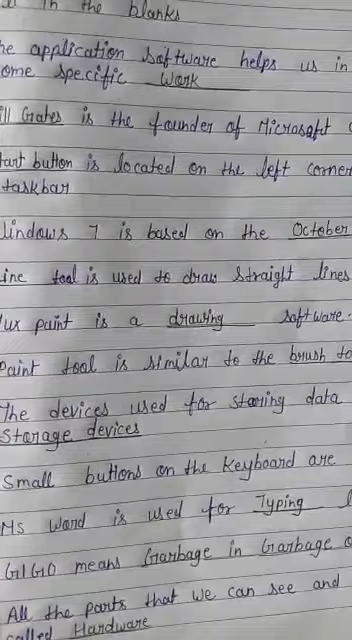 in the blanks
he application software helps us in
ome specific work
ill Gates is the founder of Microsoft
tart button is located on the left corner
taskbar
indows 7 is based on the October
ine tool is used to draw straight lines
ux paint is a drawing software.
Paint tool is similar to the brush to
The devices used for storing data
Storage devices
Small buttons on the Keyboard are
Ms Word is used for Typing
GIGO means Garbage in Garbage o
All the parts that we can see and
called Hardware